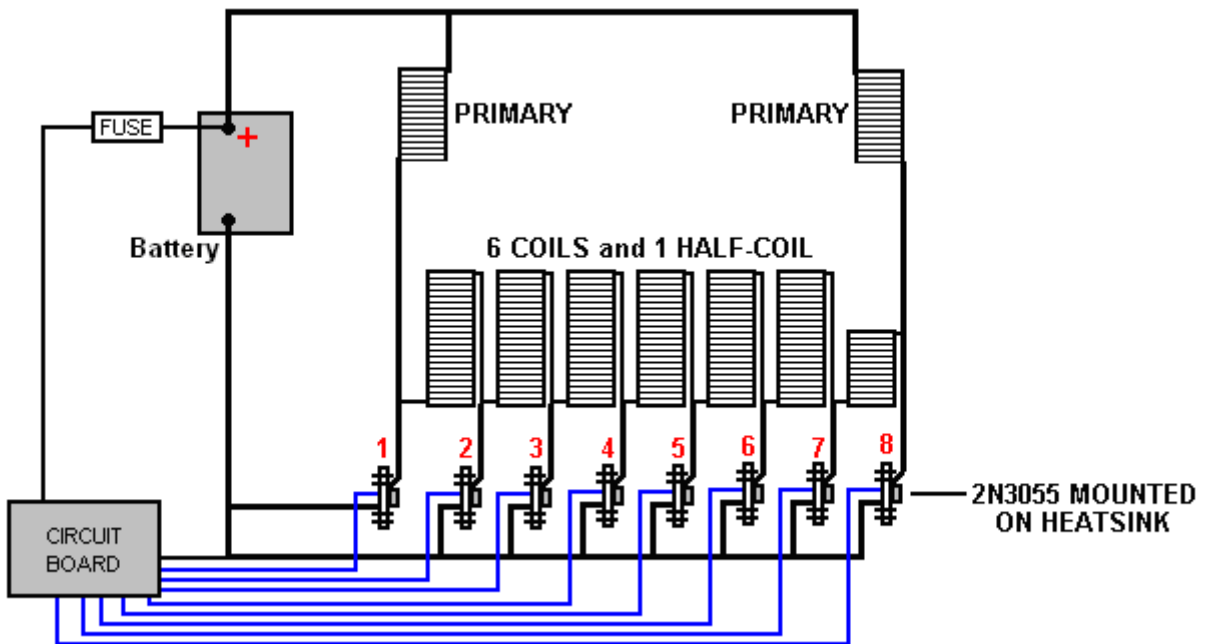 PRIMARY
PRIMARY
FUSE
+
Battery
6 COILS and 1 HALF-COIL
1 2 3 4 5 6 7 8
2N3055 MOUNTED
ON HEATSINK
CIRCUIT
BOARD